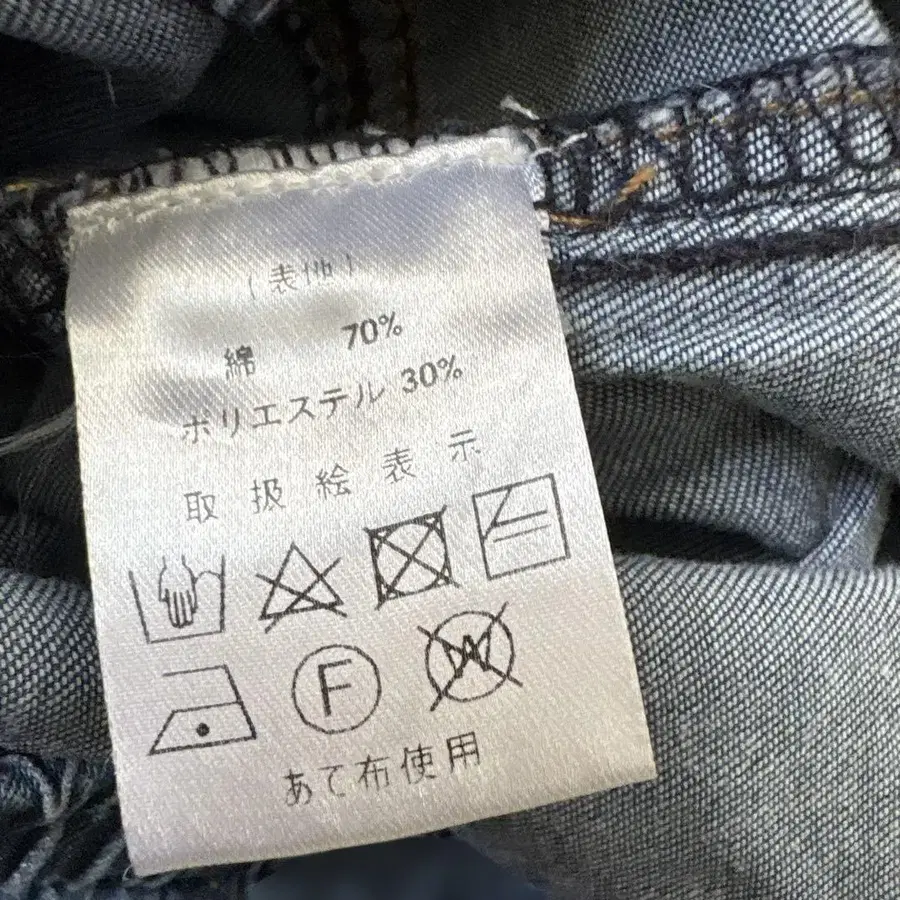 (表地)
綿 70%
ポリエステル 30%
取扱絵表示
F W
あて布使用